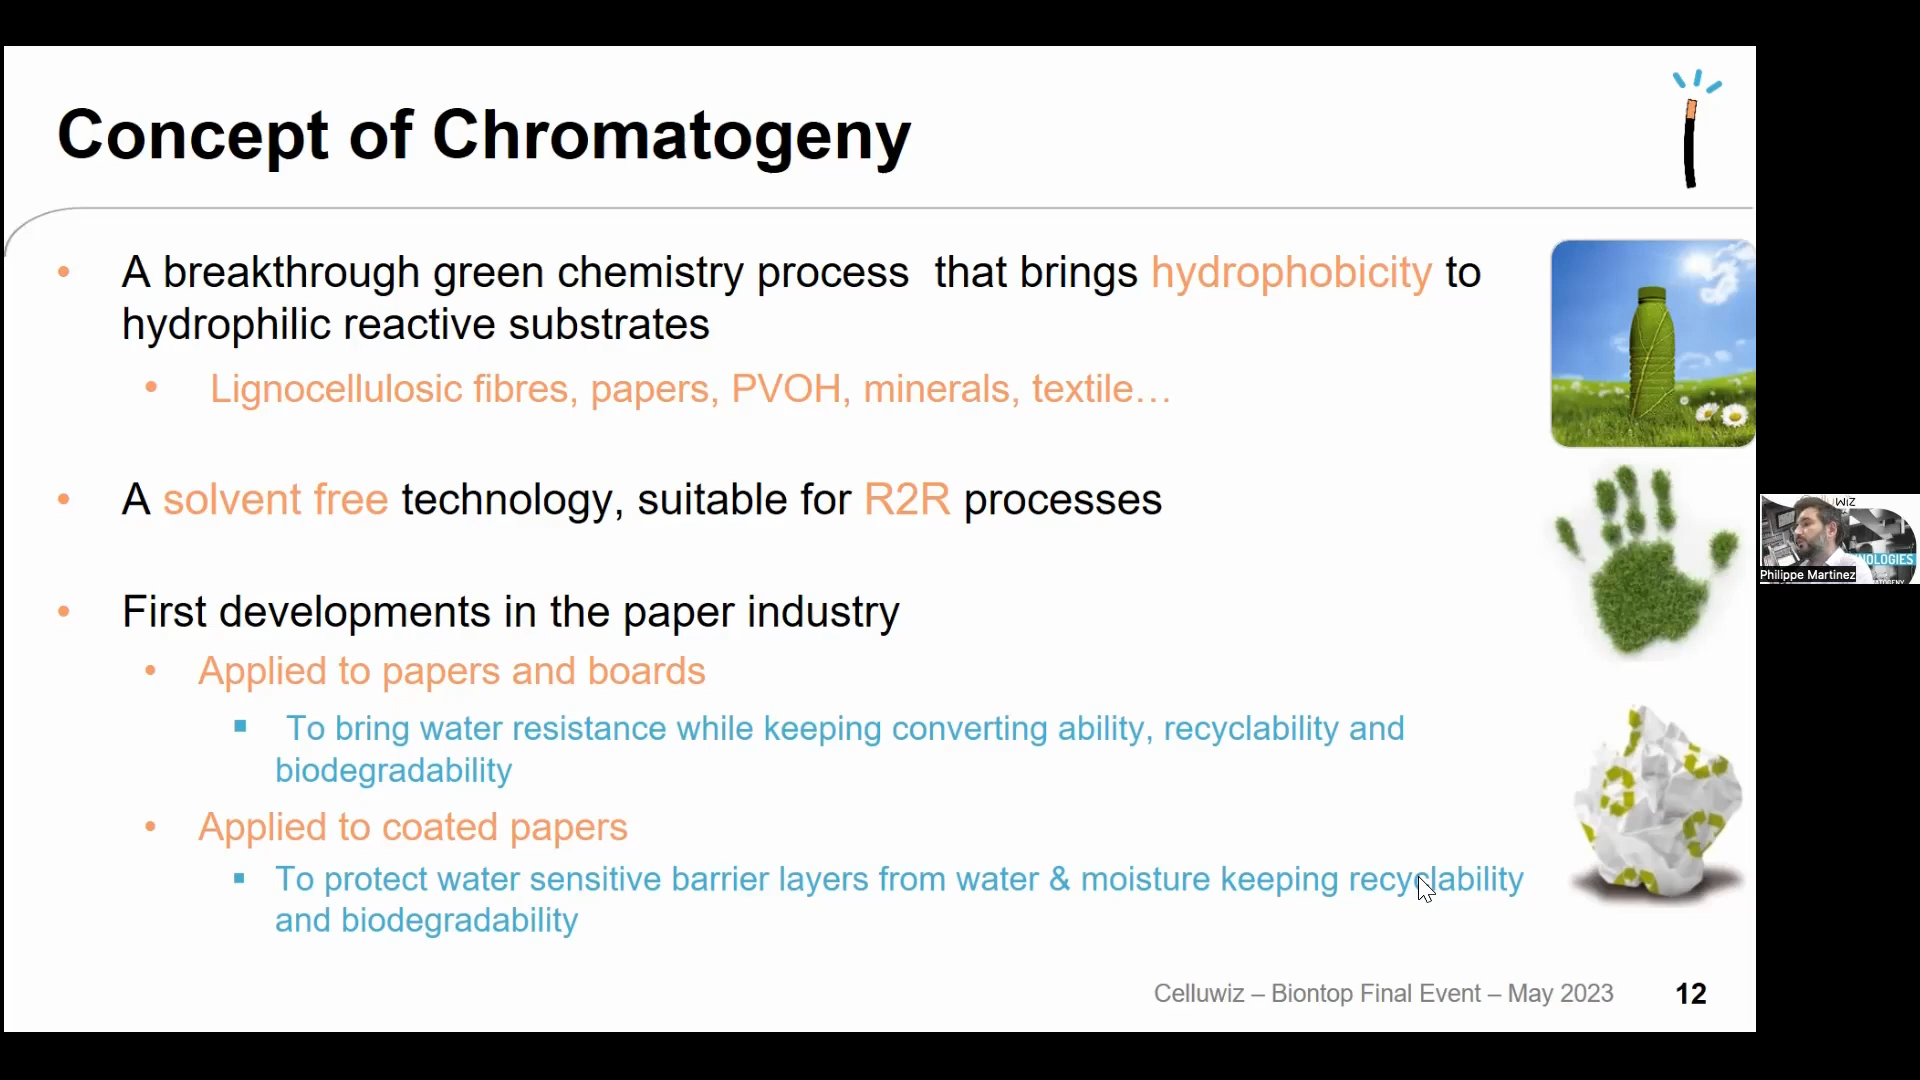 Concept of Chromatogeny
• A breakthrough green chemistry process  that brings hydrophobicity to
hydrophilic reactive substrates
• Lignocellulosic fibres, papers, PVOH, minerals, textile…
• A solvent free technology, suitable for R2R processes
• First developments in the paper industry
• Applied to papers and boards
▪ To bring water resistance while keeping converting ability, recyclability and
biodegradability
• Applied to coated papers
▪ To protect water sensitive barrier layers from water & moisture keeping recyclability
and biodegradability
Celluwiz – Biontop Final Event – May 2023
12
WIZ
NOLOGIES
Philippe Martinez